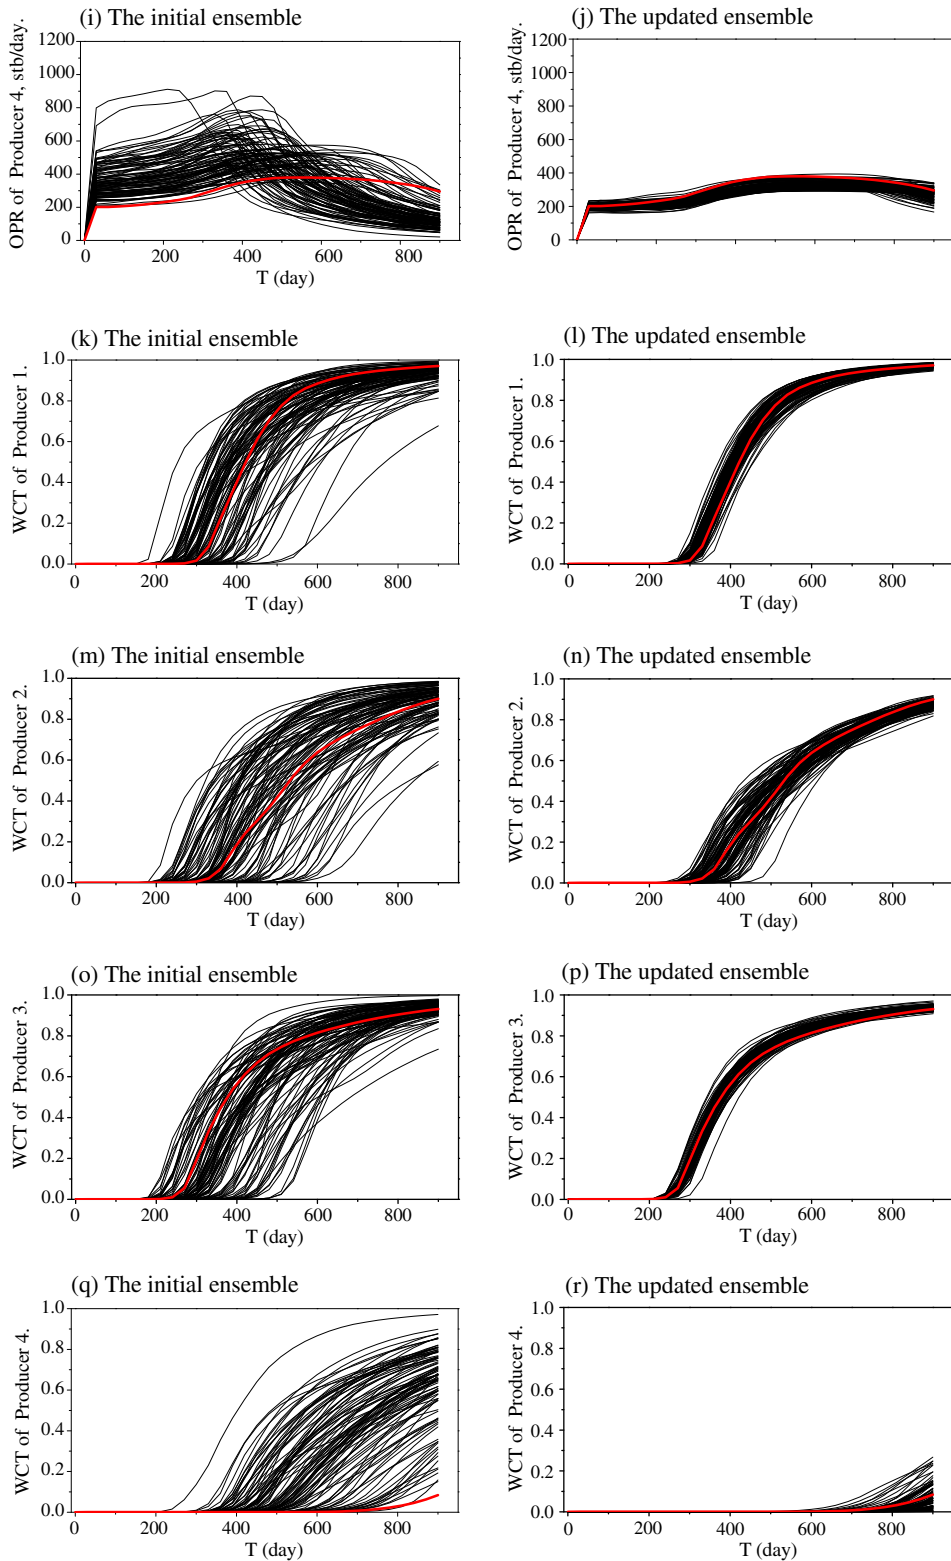 (i) The initial ensemble
OPR of Producer 4, stb/day.
1200
1000
800
600
400
200
0
0 200 400 600 800
T (day)
(j) The updated ensemble
OPR of Producer 4, stb/day.
1200
1000
800
600
400
200
0
(k) The initial ensemble
WCT of Producer 1.
1.0
0.8
0.6
0.4
0.2
0.0
0 200 400 600 800
T (day)
(l) The updated ensemble
WCT of Producer 1.
1.0
0.8
0.6
0.4
0.2
0.0
0 200 400 600 800
T (day)
(m) The initial ensemble
WCT of Producer 2.
1.0
0.8
0.6
0.4
0.2
0.0
0 200 400 600 800
T (day)
(n) The updated ensemble
WCT of Producer 2.
1.0
0.8
0.6
0.4
0.2
0.0
0 200 400 600 800
T (day)
(o) The initial ensemble
WCT of Producer 3.
1.0
0.8
0.6
0.4
0.2
0.0
0 200 400 600 800
T (day)
(p) The updated ensemble
WCT of Producer 3.
1.0
0.8
0.6
0.4
0.2
0.0
0 200 400 600 800
T (day)
(q) The initial ensemble
WCT of Producer 4.
1.0
0.8
0.6
0.4
0.2
0.0
0 200 400 600 800
T (day)
(r) The updated ensemble
WCT of Producer 4.
1.0
0.8
0.6
0.4
0.2
0.0
0 200 400 600 800
T (day)